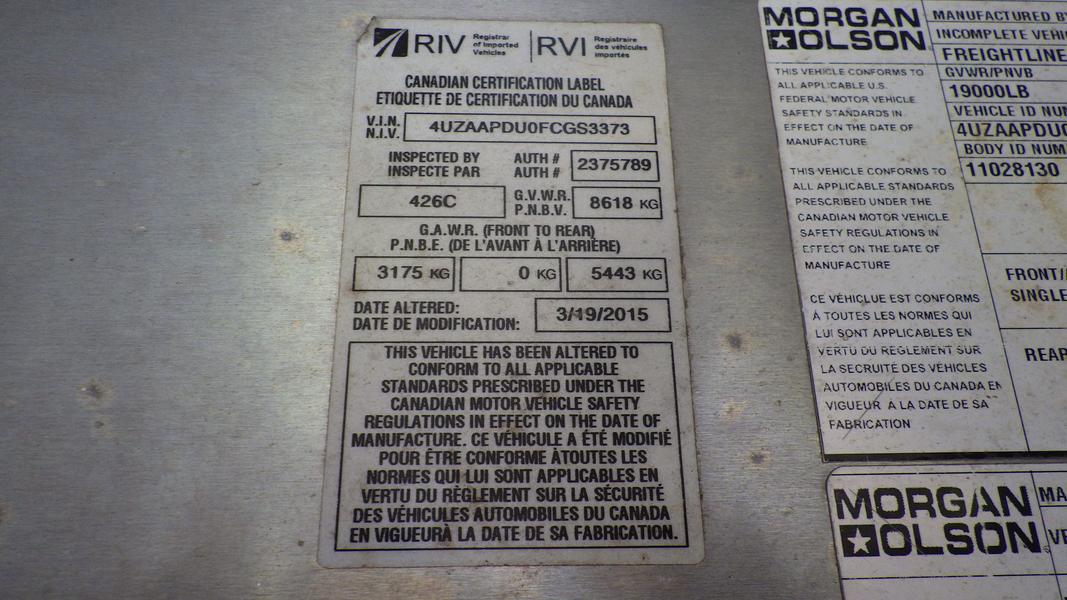 RIV Registrar of Imported Vehicles | RVI Registraire des véhicules importés
CANADIAN CERTIFICATION LABEL
ETIQUETTE DE CERTIFICATION DU CANADA
V.I.N.
N.I.V.
4UZAAPDU0FCGS3373
INSPECTED BY
INSPECTE PAR
AUTH #
AUTH #
2375789
426C
G.V.W.R.
P.N.B.V.
8618 KG
G.A.W.R. (FRONT TO REAR)
P.N.B.E. (DE L'AVANT À L'ARRIÈRE)
3175 KG 0 KG 5443 KG
DATE ALTERED:
DATE DE MODIFICATION:
3/19/2015
THIS VEHICLE HAS BEEN ALTERED TO
CONFORM TO ALL APPLICABLE
STANDARDS PRESCRIBED UNDER THE
CANADIAN MOTOR VEHICLE SAFETY
REGULATIONS IN EFFECT ON THE DATE OF
MANUFACTURE. CE VÉHICULE A ÉTÉ MODIFIÉ
POUR ÊTRE CONFORME ÀTOUTES LES
NORMES QUI LUI SONT APPLICABLES EN
VERTU DU RÈGLEMENT SUR LA SÉCURITÉ
DES VÉHICULES AUTOMOBILES DU CANADA
EN VIGUEURÀ LA DATE DE SA FABRICATION.
MORGAN
OLSON
THIS VEHICLE CONFORMS TO
ALL APPLICABLE U.S.
FEDERAL MOTOR VEHICLE
SAFETY STANDARDS IN
EFFECT ON THE DATE OF
MANUFACTURE
THIS VEHICLE CONFORMS TO
ALL APPLICABLE STANDARDS
PRESCRIBED UNDER THE
CANADIAN MOTOR VEHICLE
SAFETY REGULATIONS IN
EFFECT ON THE DATE OF
MANUFACTURE
CE VÉHICLUE EST CONFORMS
À TOUTES LES NORMES QUI
LUI SONT APPLICABLES EN
VERTU DU REGLEMENT SUR
LA SECRUITÉ DES VÉHICLES
AUTOMOBILES DU CANADA EN
VIGUEUR A LA DATE DE SA
FABRICATION
MANUFACTURED BY
INCOMPLETE VEHI
FREIGHTLINE
GVWR/PNVB
19000LB
VEHICLE ID NUM
4UZAAPDU0
BODY ID NUM
11028130
FRONT/
SINGLE
REAR
MORGAN
OLSON
MA
VE